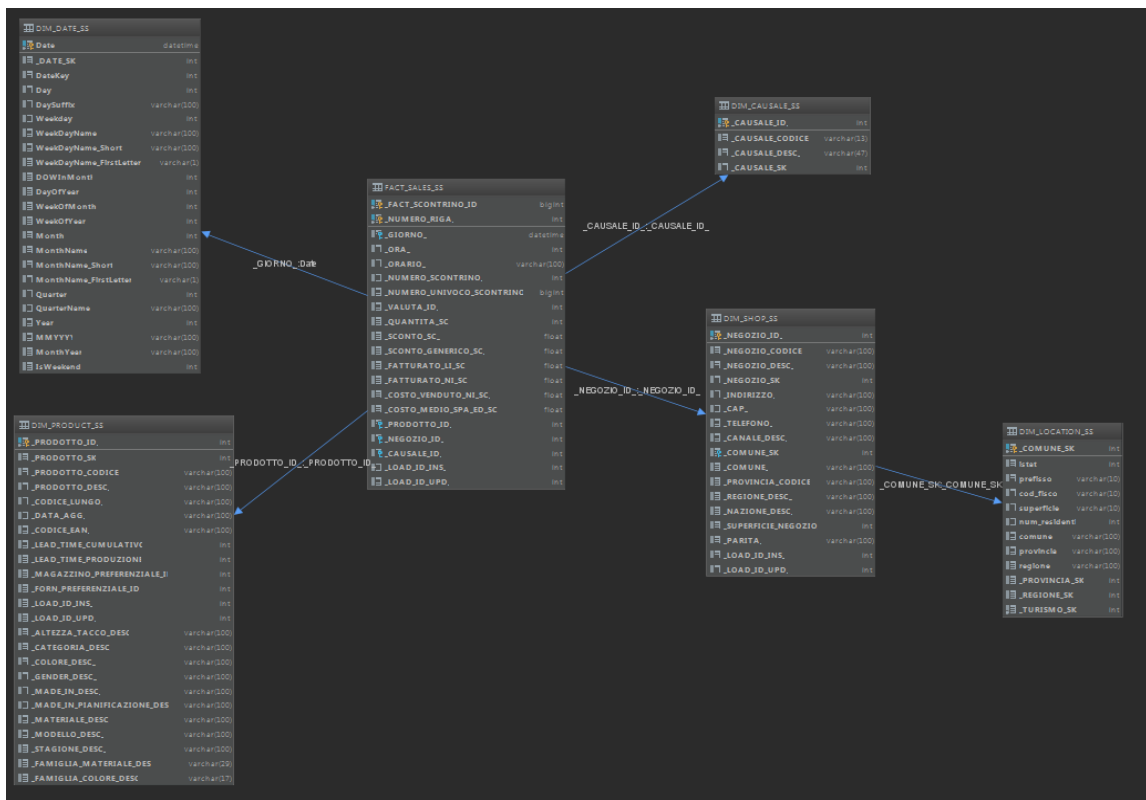 DIM_DATE_SS
Date datetime
_DATE_SK int
DateKey int
Day int
DaySuffix varchar(100)
Weekday int
WeekDayName varchar(100)
WeekDayName_Short varchar(100)
WeekDayName_FirstLetter varchar(1)
DOWInMonth int
DayOfYear int
WeekOfMonth int
WeekOfYear int
Month int
MonthName varchar(100)
MonthName_Short varchar(100)
MonthName_FirstLetter varchar(1)
Quarter int
QuarterName varchar(100)
Year int
MMYYYY varchar(100)
MonthYear varchar(100)
IsWeekend int
DIM_PRODUCT_SS
_PRODOTTO_ID_ int
_PRODOTTO_SK int
_PRODOTTO_CODICE varchar(100)
_PRODOTTO_DESC_ varchar(100)
_CODICE_LUNGO_ varchar(100)
_DATA_AGG_ varchar(100)
_CODICE_EAN_ varchar(100)
_LEAD_TIME_CUMULATIVO int
_LEAD_TIME_PRODUZIONI int
_MAGAZZINO_PREFERENZIALE_I int
_FORN_PREFERENZIALE_ID int
_LOAD_ID_INS_ int
_LOAD_ID_UPD_ int
_ALTEZZA_TACCO_DESC varchar(100)
_CATEGORIA_DESC varchar(100)
_COLORE_DESC_ varchar(100)
_GENDER_DESC_ varchar(100)
_MADE_IN_DESC_ varchar(100)
_MADE_IN_PIANIFICAZIONE_DES varchar(100)
_MATERIALE_DESC varchar(100)
_MODELLO_DESC_ varchar(100)
_STAGIONE_DESC_ varchar(100)
_FAMIGLIA_MATERIALE_DES varchar(25)
_FAMIGLIA_COLORE_DESC varchar(17)
FACT_SALES_SS
_FACT_SCONTRINO_ID bigint
_NUMERO_RIGA_ int
_GIORNO_ datetime
_ORA_ int
_ORARIO_ varchar(100)
_NUMERO_SCONTRINO_ int
_NUMERO_UNIVOCO_SCONTRINO bigint
_VALUTA_ID_ int
_QUANTITA_SC int
_SCONTO_SC_ float
_SCONTO_GENERICO_SC_ float
_FATTURATO_LI_SC float
_FATTURATO_NI_SC float
_COSTO_VENDUTO_NI_SC_ float
_COSTO_MEDIO_SPA_ED_SC float
_PRODOTTO_ID_ int
_NEGOZIO_ID_ int
_CAUSALE_ID_ int
_LOAD_ID_INS_ int
_LOAD_ID_UPD_ int
DIM_CAUSALE_SS
_CAUSALE_ID_ int
_CAUSALE_CODICE varchar(13)
_CAUSALE_DESC_ varchar(47)
_CAUSALE_SK int
DIM_SHOP_SS
_NEGOZIO_ID_ int
_NEGOZIO_CODICE varchar(100)
_NEGOZIO_DESC_ varchar(100)
_NEGOZIO_SK int
_INDIRIZZO_ varchar(100)
_CAP_ varchar(100)
_TELEFONO_ varchar(100)
_CANALE_DESC_ varchar(100)
_COMUNE_SK int
_COMUNE_ varchar(100)
_PROVINCIA_CODICE varchar(100)
_REGIONE_DESC_ varchar(100)
_NAZIONE_DESC_ varchar(100)
_SUPERFICIE_NEGOZIO int
_PARITA_ varchar(100)
_LOAD_ID_INS_ int
_LOAD_ID_UPD_ int
DIM_LOCATION_SS
_COMUNE_SK int
istat int
prefisso varchar(10)
cod_fisco varchar(10)
superficie varchar(10)
num_residenti int
comune varchar(100)
provincia varchar(100)
regione varchar(100)
_PROVINCIA_SK int
_REGIONE_SK int
_TURISMO_SK int
_GIORNO_:Date
_PRODOTTO_ID_:_PRODOTTO_ID_
_CAUSALE_ID_:_CAUSALE_ID_
_NEGOZIO_ID_:_NEGOZIO_ID_
_COMUNE_SK:_COMUNE_SK